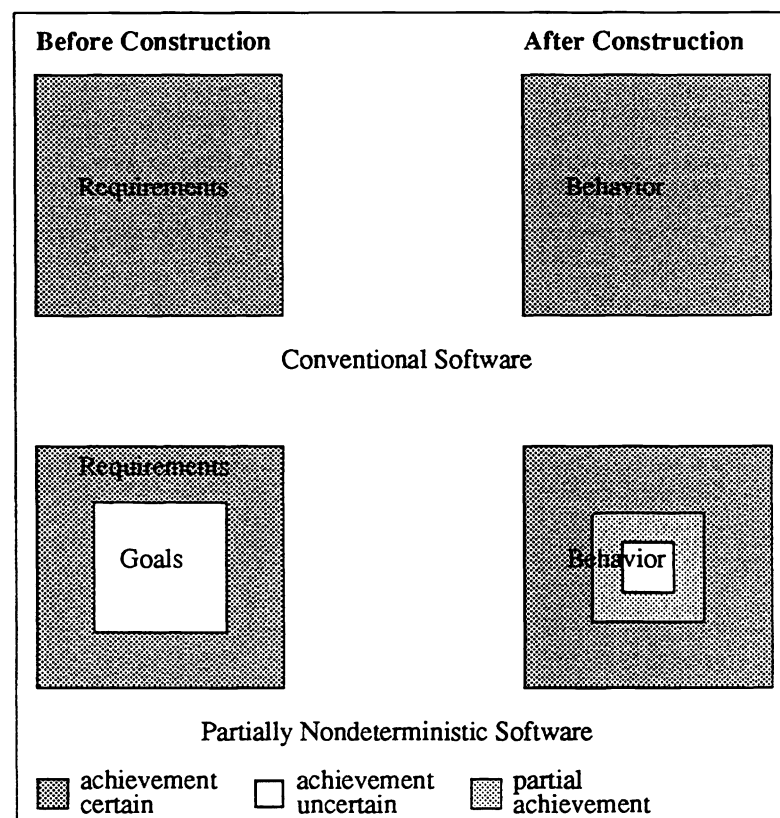 Before Construction
After Construction
Requirements
Behavior
Conventional Software
Requirements
Goals
Behavior
Partially Nondeterministic Software
achievement
certain
achievement
uncertain
partial
achievement